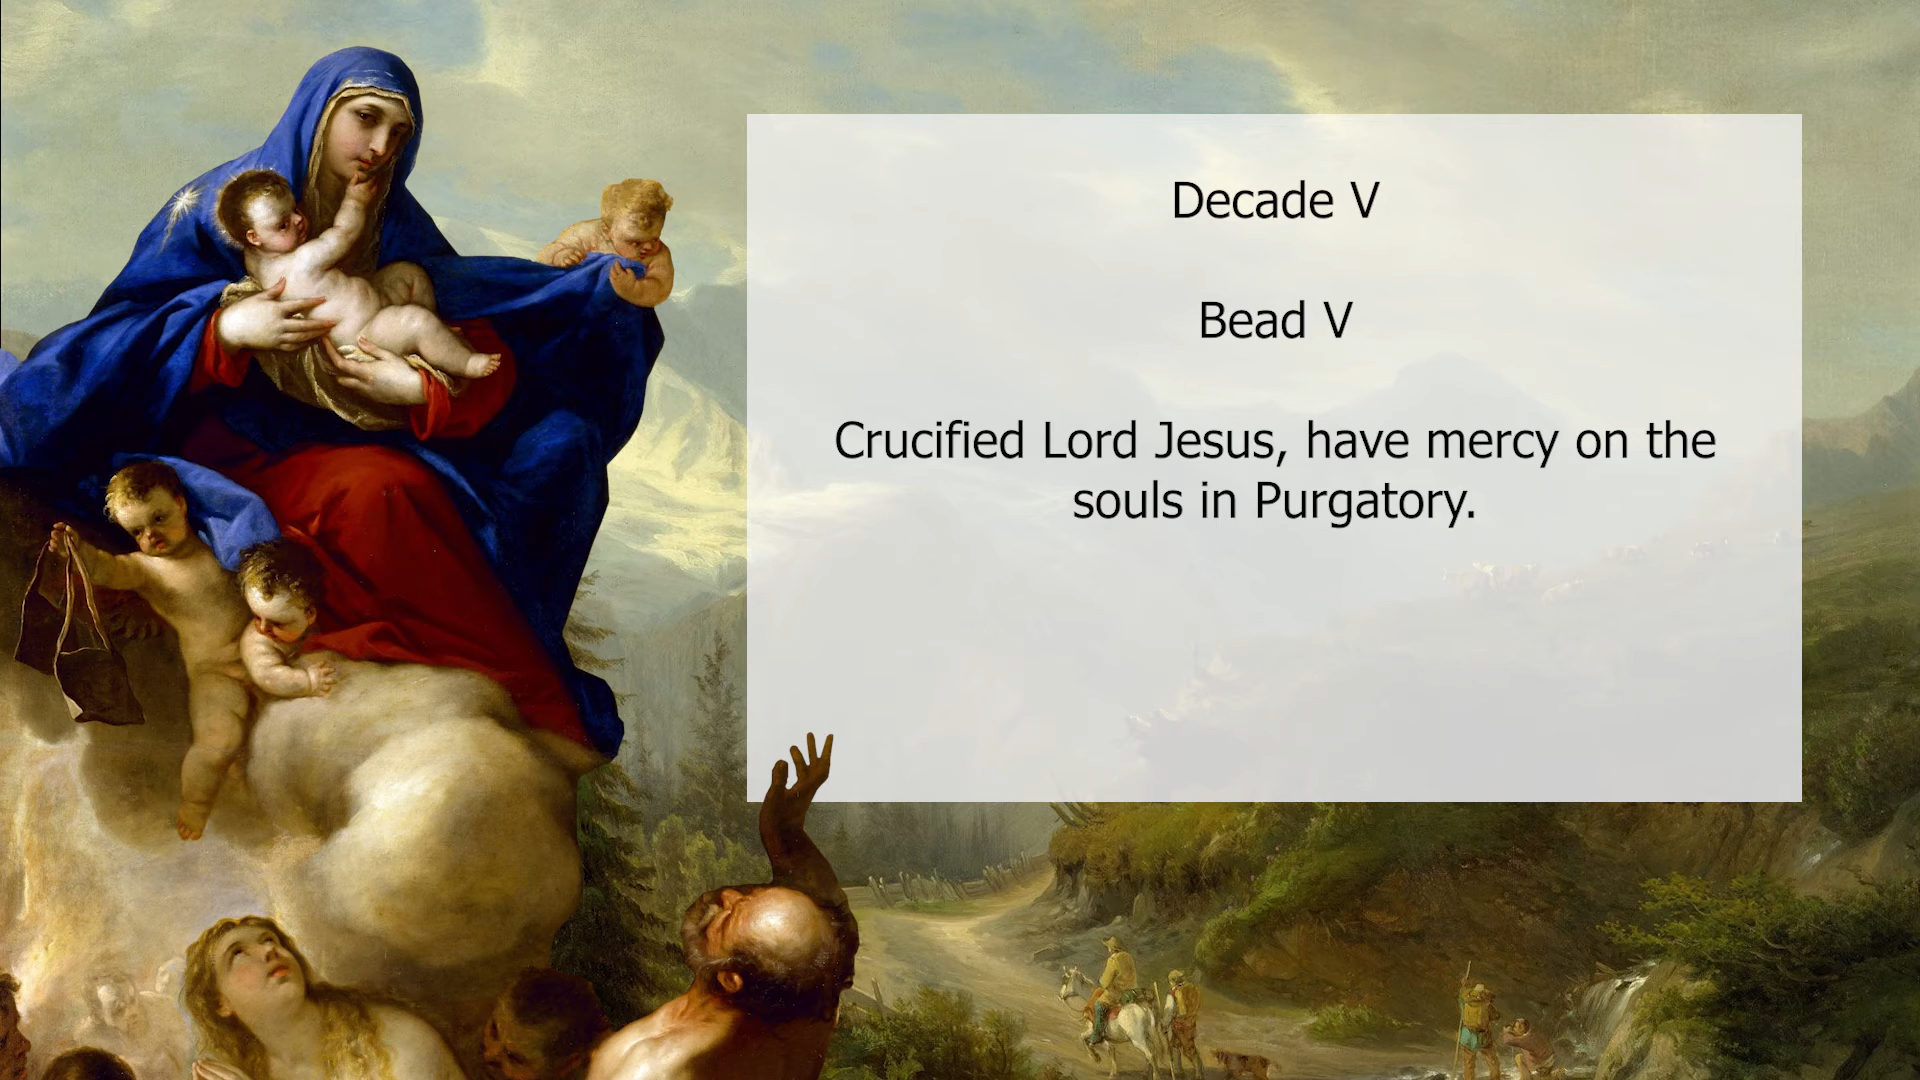 Decade V
Bead V
Crucified Lord Jesus, have mercy on the
souls in Purgatory.